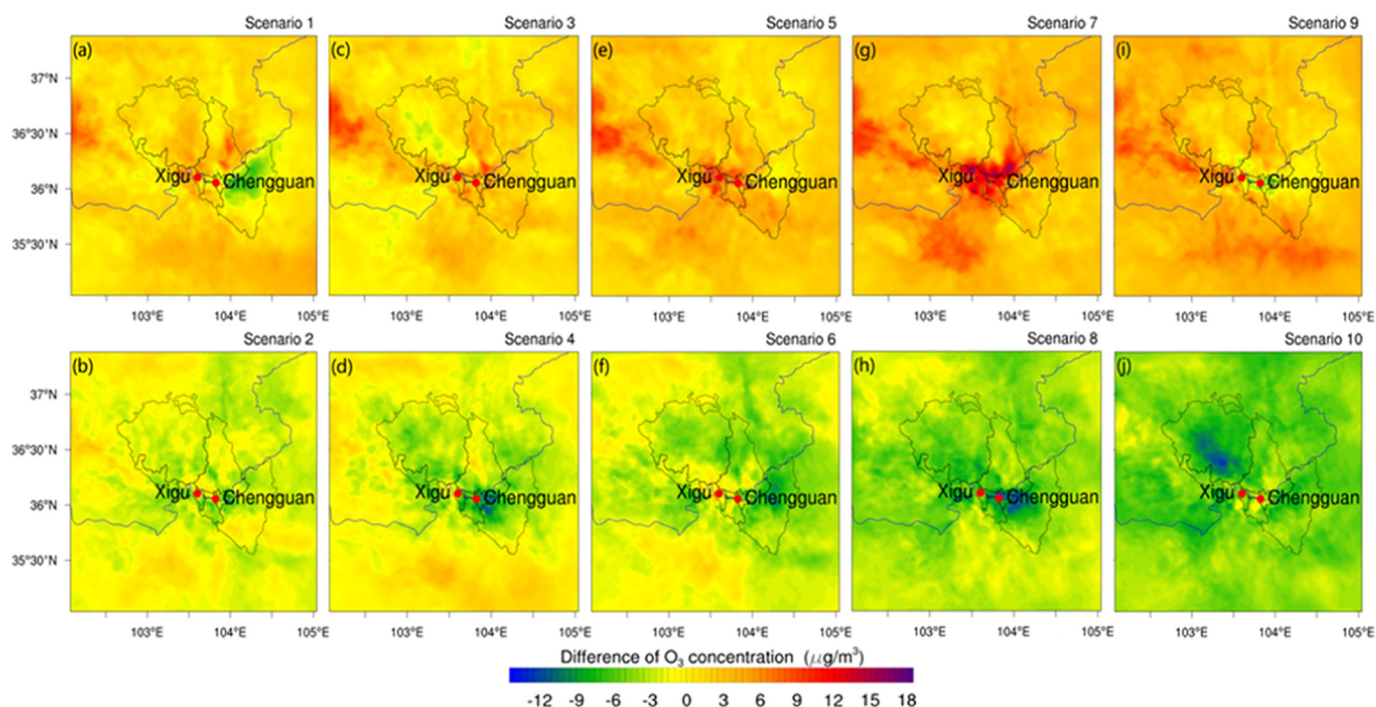 Scenario 1 Scenario 3 Scenario 5 Scenario 7 Scenario 9
(a) (c) (e) (g) (i)
37°N
36°30'N
Xigu Chengguan Xigu Chengguan Xigu Chengguan Xigu Chengguan Xigu Chengguan
36°N
35°30'N
103°E 104°E 105°E 103°E 104°E 105°E 103°E 104°E 105°E 103°E 104°E 105°E 103°E 104°E 105°E
Scenario 2 Scenario 4 Scenario 6 Scenario 8 Scenario 10
(b) (d) (f) (h) (j)
37°N
36°30'N
Xigu Chengguan Xigu Chengguan Xigu Chengguan Xigu Chengguan Xigu Chengguan
36°N
35°30'N
103°E 104°E 105°E 103°E 104°E 105°E 103°E 104°E 105°E 103°E 104°E 105°E 103°E 104°E 105°E
Difference of O₃ concentration (μg/m³)
-12 -9 -6 -3 0 3 6 9 12 15 18